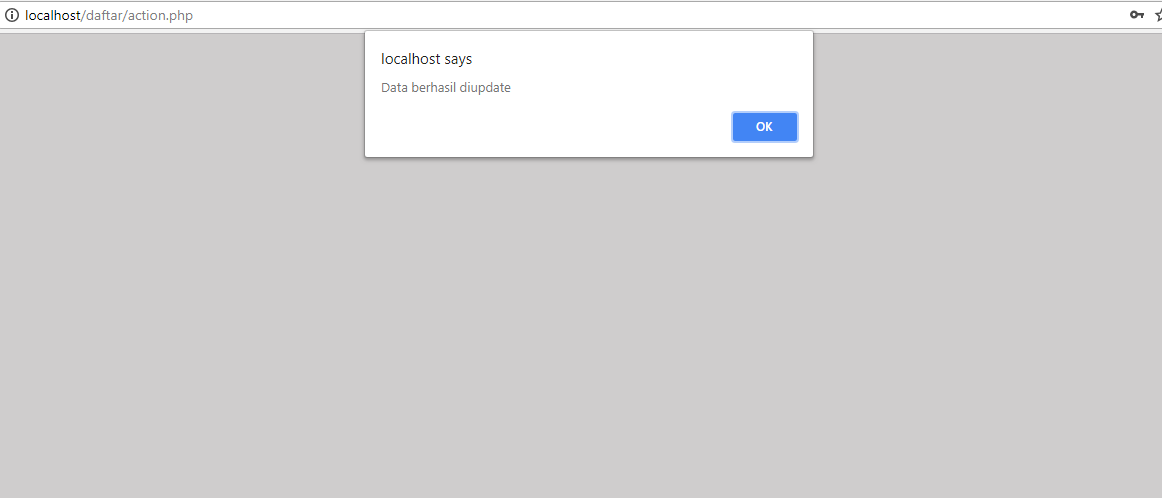 localhost/daftar/action.php
localhost says
Data berhasil diupdate
OK